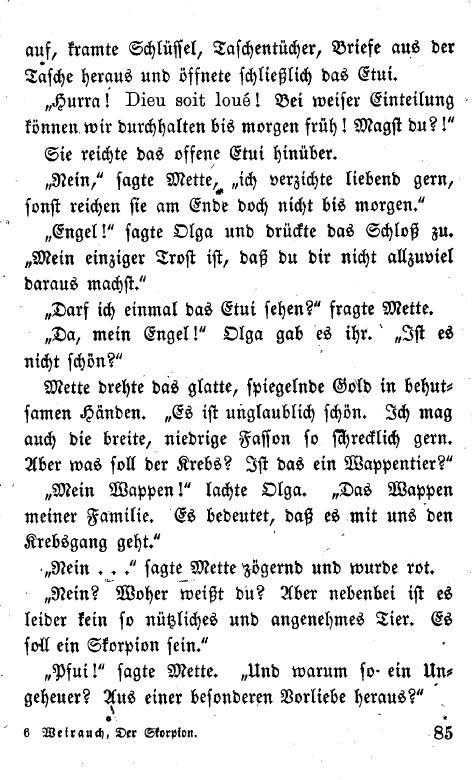 auf, kramte Schlüssel, Taschentücher, Briefe aus der
Tasche heraus und öffnete schließlich das Etui.
„Hurra! Dieu soit loué! Bei weiser Einteilung
können wir durchhalten bis morgen früh! Magst du?!“
Sie reichte das offene Etui hinüber.
„Nein,“ sagte Mette, „ich verzichte liebend gern,
sonst reichen sie am Ende doch nicht bis morgen.“
„Engel!“ sagte Olga und drückte das Schloß zu.
„Mein einziger Trost ist, daß du dir nicht allzuviel
daraus machst.“
„Darf ich einmal das Etui sehen?“ fragte Mette.
„Da, mein Engel!“ Olga gab es ihr. „Ist es
nicht schön?“
Mette drehte das glatte, spiegelnde Gold in behut-
samen Händen. „Es ist unglaublich schön. Ich mag
auch die breite, niedrige Fasson so schrecklich gern.
Aber was soll der Krebs? Ist das ein Wappentier?“
„Mein Wappen!“ lachte Olga. „Das Wappen
meiner Familie. Es bedeutet, daß es mit uns den
Krebsgang geht.“
„Nein . . .“ sagte Mette zögernd und wurde rot.
„Nein? Woher weißt du? Aber nebenbei ist es
leider kein so nützliches und angenehmes Tier. Es
soll ein Skorpion sein.“
„Pfui!“ sagte Mette. „Und warum so ein Un-
geheuer? Aus einer besonderen Vorliebe heraus?“
6 Weirauch, Der Skorpion. 85